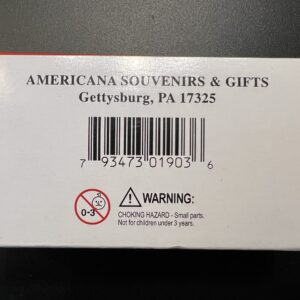 AMERICANA SOUVENIRS & GIFTS
Gettysburg, PA 17325
7 93473 01903 6
0-3
WARNING:
CHOKING HAZARD - Small parts.
Not for children under 3 years.